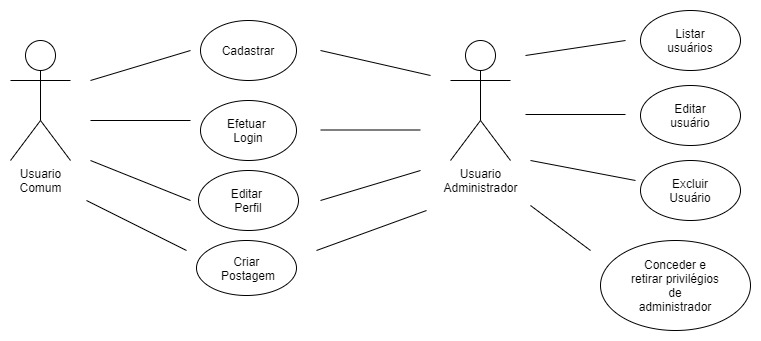 Cadastrar
Efetuar
Login
Editar
Perfil
Criar
Postagem
Usuario
Comum
Usuario
Administrador
Listar
usuários
Editar
usuário
Excluir
Usuário
Conceder e
retirar privilégios
de
administrador